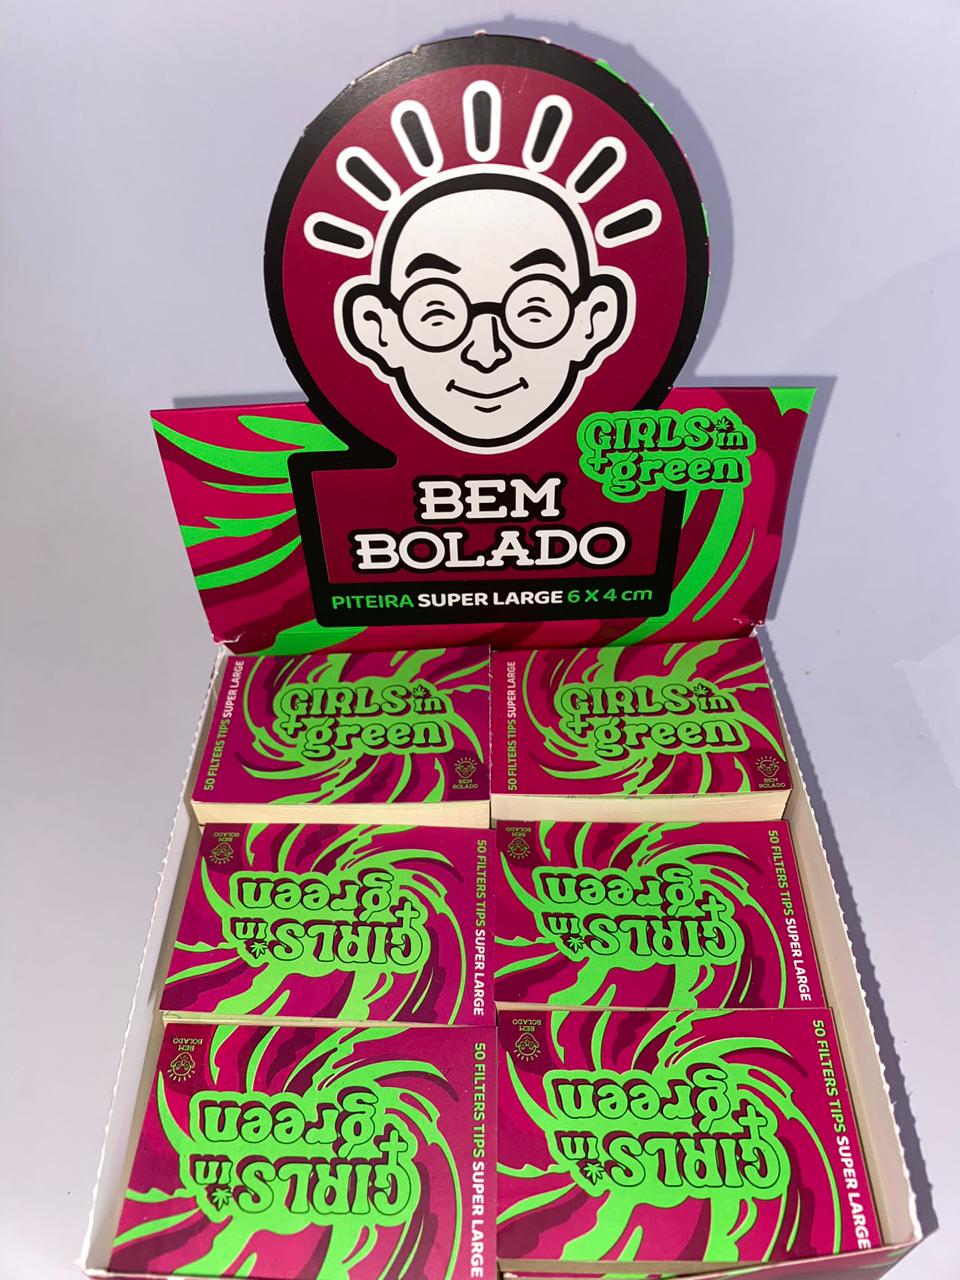 GIRLS in
green
BEM
BOLADO
PITEIRA SUPER LARGE 6 X 4 cm
50 FILTERS TIPS SUPER LARGE
GIRLS in
green
BEM
BOLADO
50 FILTERS TIPS SUPER LARGE
GIRLS in
green
BEM
BOLADO
BEM
BOLADO
GIRLS in
green
50 FILTERS TIPS SUPER LARGE
BEM
BOLADO
GIRLS in
green
50 FILTERS TIPS SUPER LARGE
BEM
BOLADO
GIRLS in
green
50 FILTERS TIPS SUPER LARGE
BEM
BOLADO
GIRLS in
green
50 FILTERS TIPS SUPER LARGE